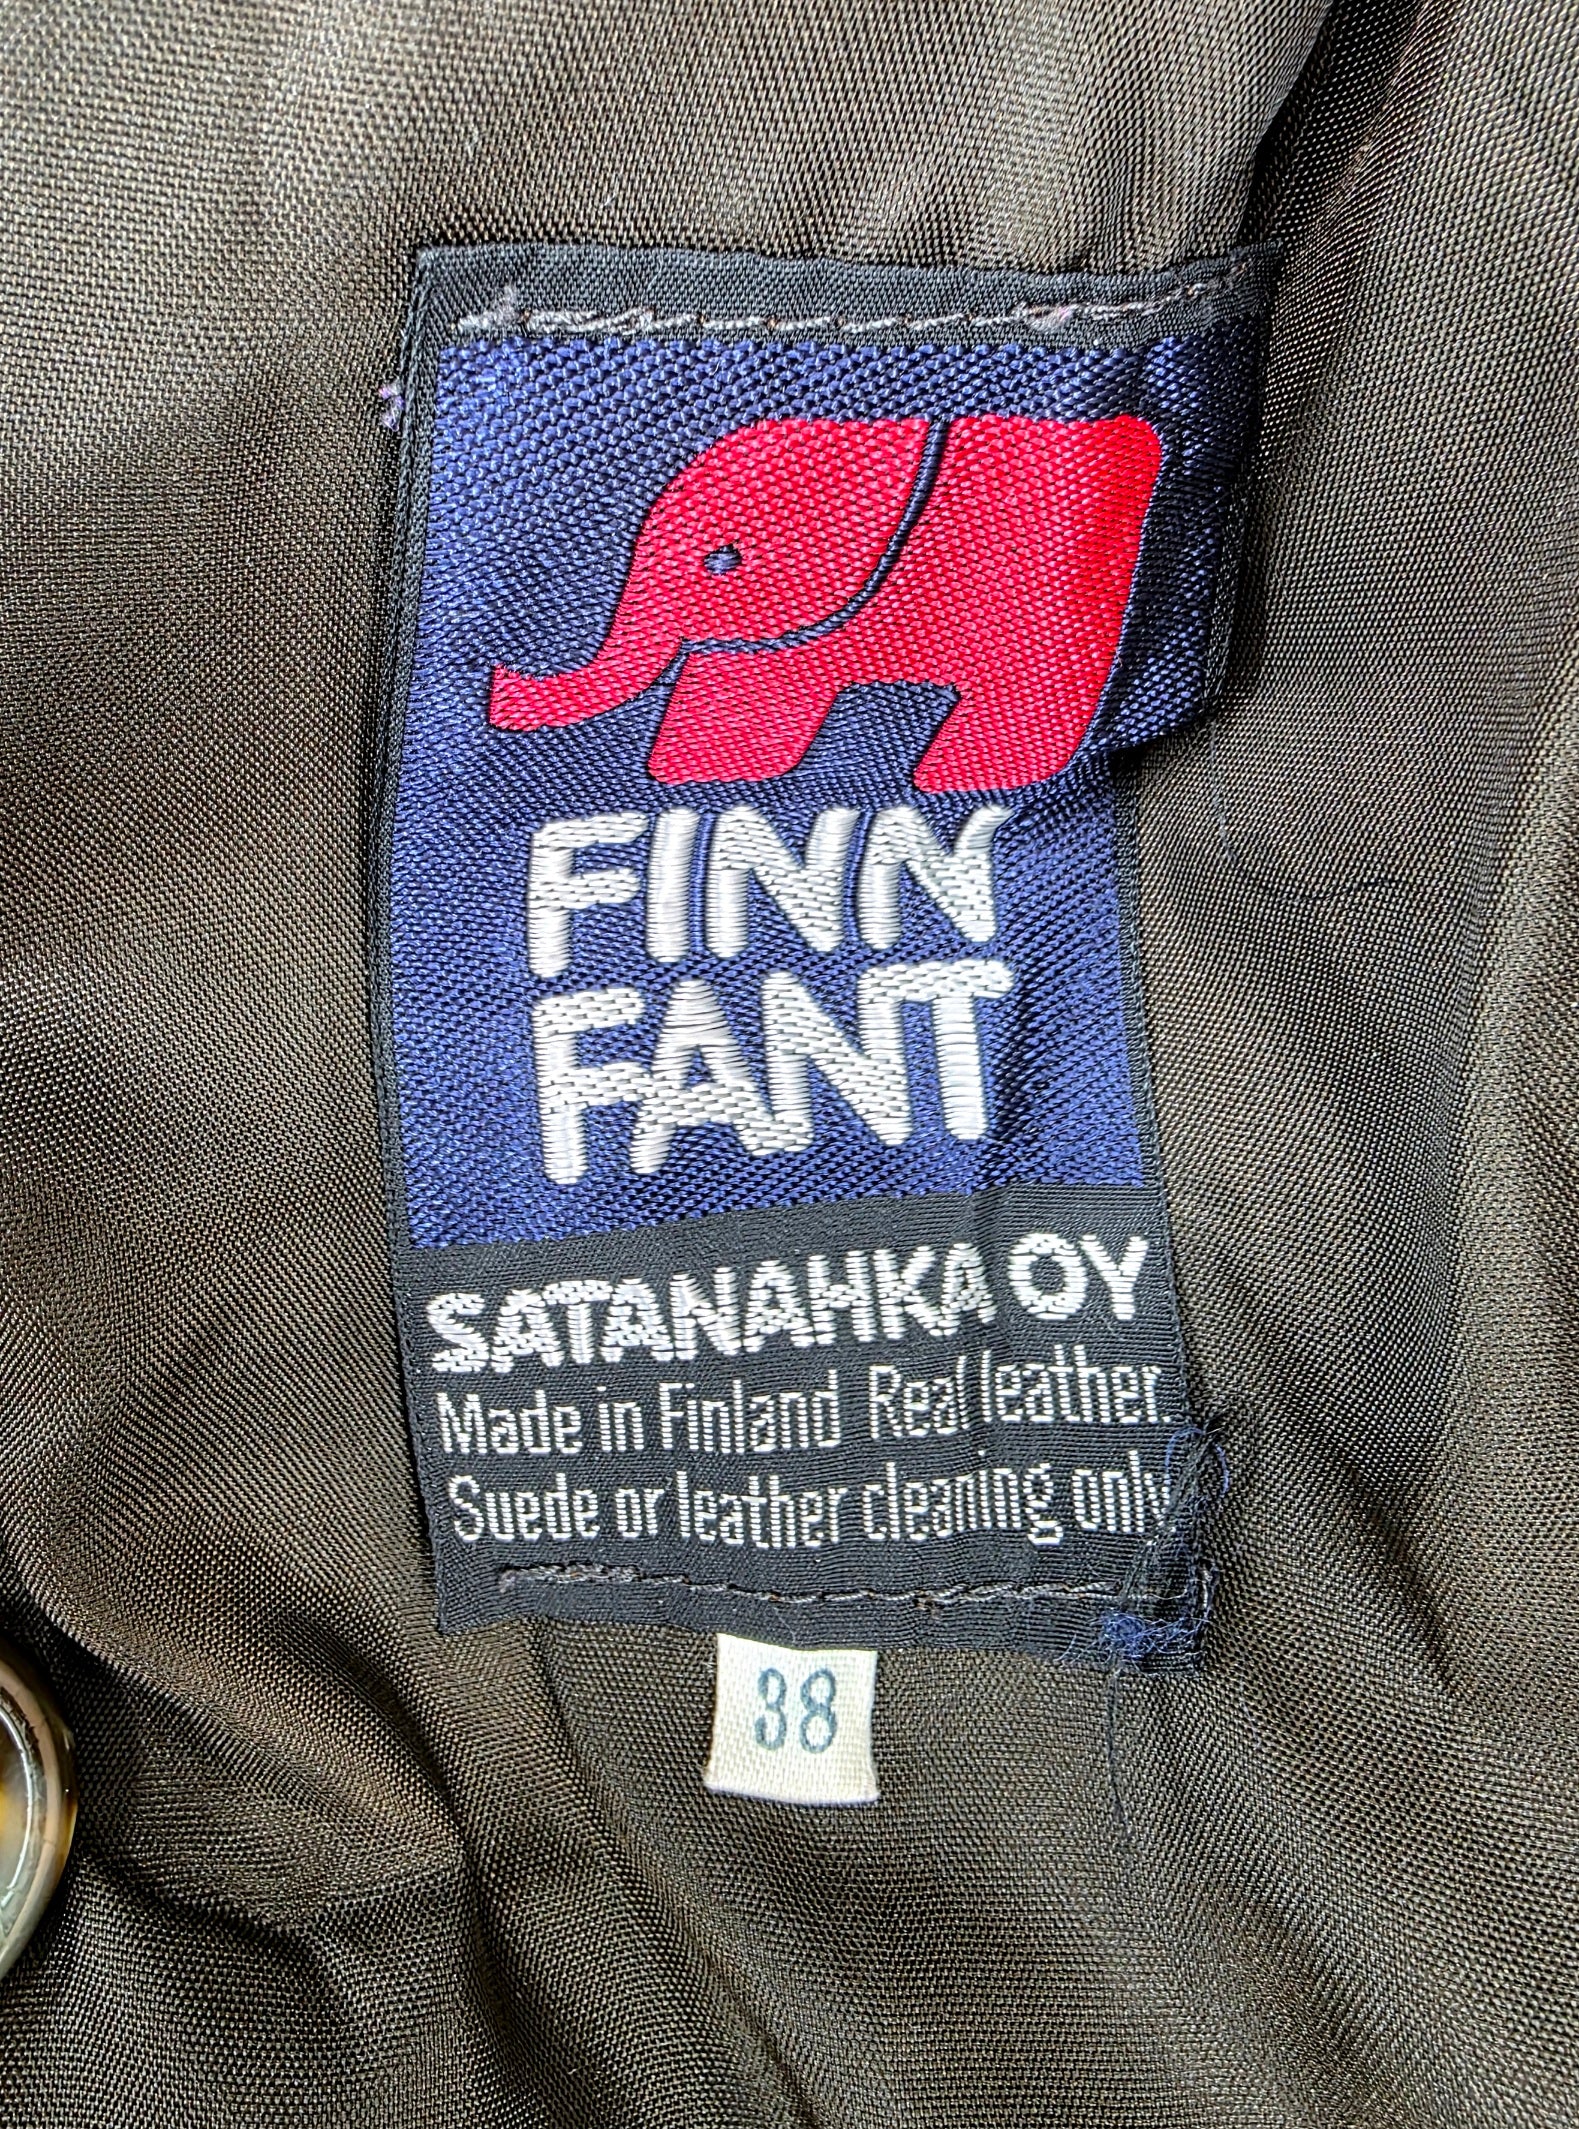 FINN
FANT
SATANAHKA OY
Made in Finland Real leather.
Suede or leather cleaning only
38